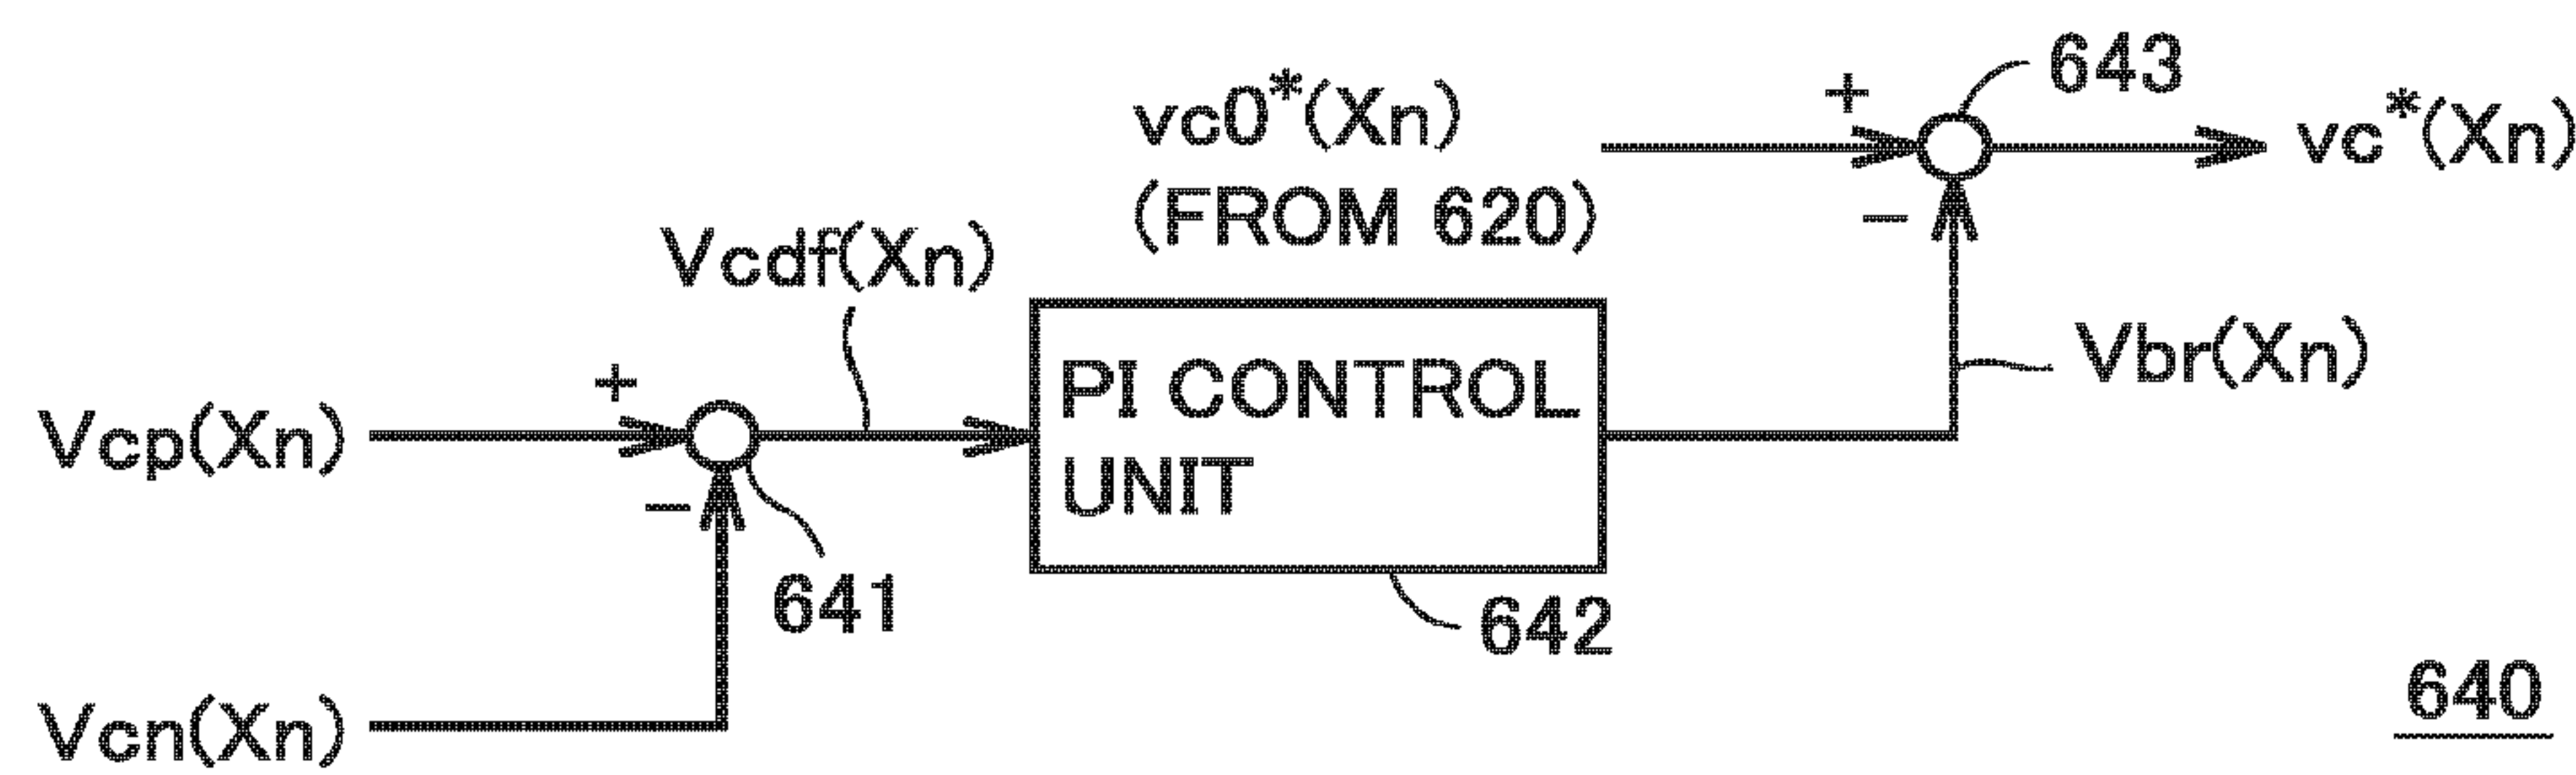 643
vc0*(Xn)
vc*(Xn)
(FROM 620)
Vcdf(Xn)
+
−
Vbr(Xn)
PI CONTROL
UNIT
+
Vcp(Xn)
−
641
642
640
Vcn(Xn)